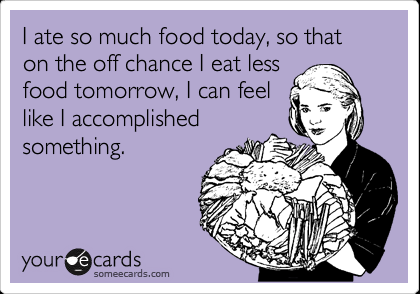 I ate so much food today, so that
on the off chance I eat less
food tomorrow, I can feel
like I accomplished
something.
your e cards
someecards.com